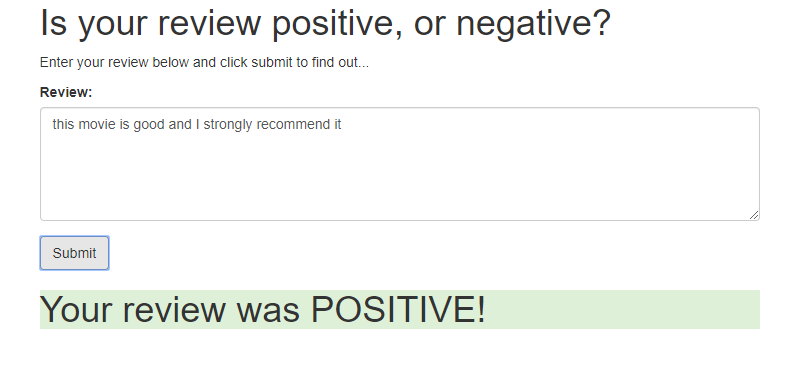 Is your review positive, or negative?
Enter your review below and click submit to find out...
Review:
this movie is good and I strongly recommend it
Submit
Your review was POSITIVE!